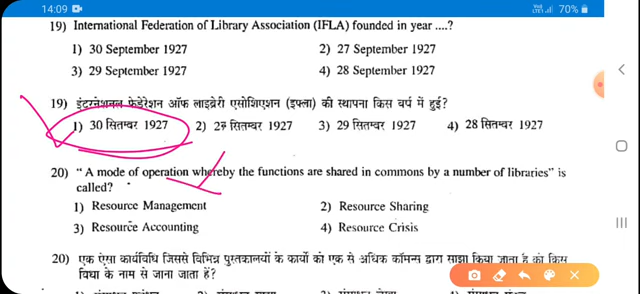 14:09 70%
19) International Federation of Library Association (IFLA) founded in year ....?
1) 30 September 1927 2) 27 September 1927
3) 29 September 1927 4) 28 September 1927
19) इंटरनेशनल फ़ेडेरेशन ऑफ लाइब्रेरी एसोशिएशन (इफ्ला) की स्थापना किस वर्ष में हुई?
1) 30 सितम्वर 1927 2) 27 सितम्वर 1927 3) 29 सितम्वर 1927 4) 28 सितम्वर 1927
20) “ A mode of operation whereby the functions are shared in commons by a number of libraries” is
called?
1) Resource Management 2) Resource Sharing
3) Resource Accounting 4) Resource Crisis
20) एक ऐसा कार्यविधि जिससे विभिन्न पुस्तकालयों के कार्यों को एक से अधिक कॉमन्स द्वारा साझा किया जाता है को किस
विधा के नाम से जाना जाता हैं?